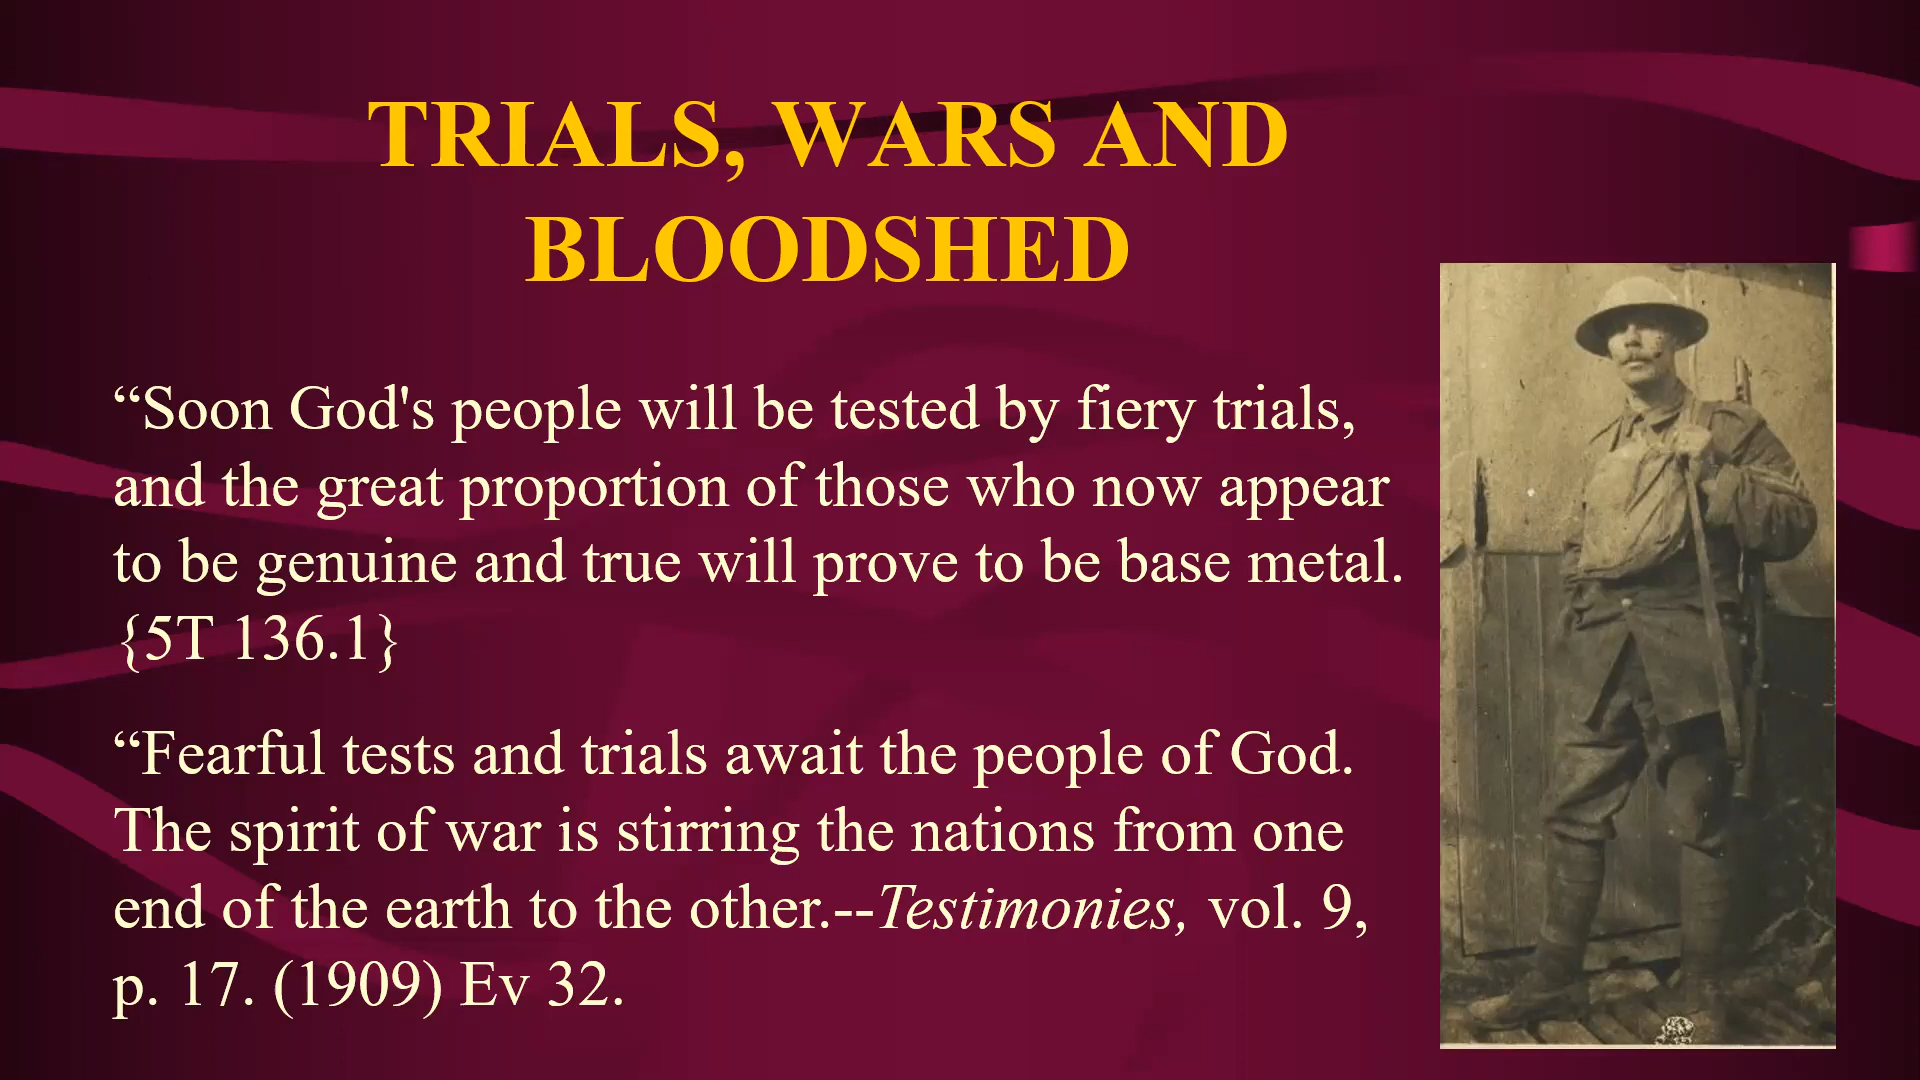 TRIALS, WARS AND
BLOODSHED
“Soon God's people will be tested by fiery trials,
and the great proportion of those who now appear
to be genuine and true will prove to be base metal.
{5T 136.1}
“Fearful tests and trials await the people of God.
The spirit of war is stirring the nations from one
end of the earth to the other.--Testimonies, vol. 9,
p. 17. (1909) Ev 32.